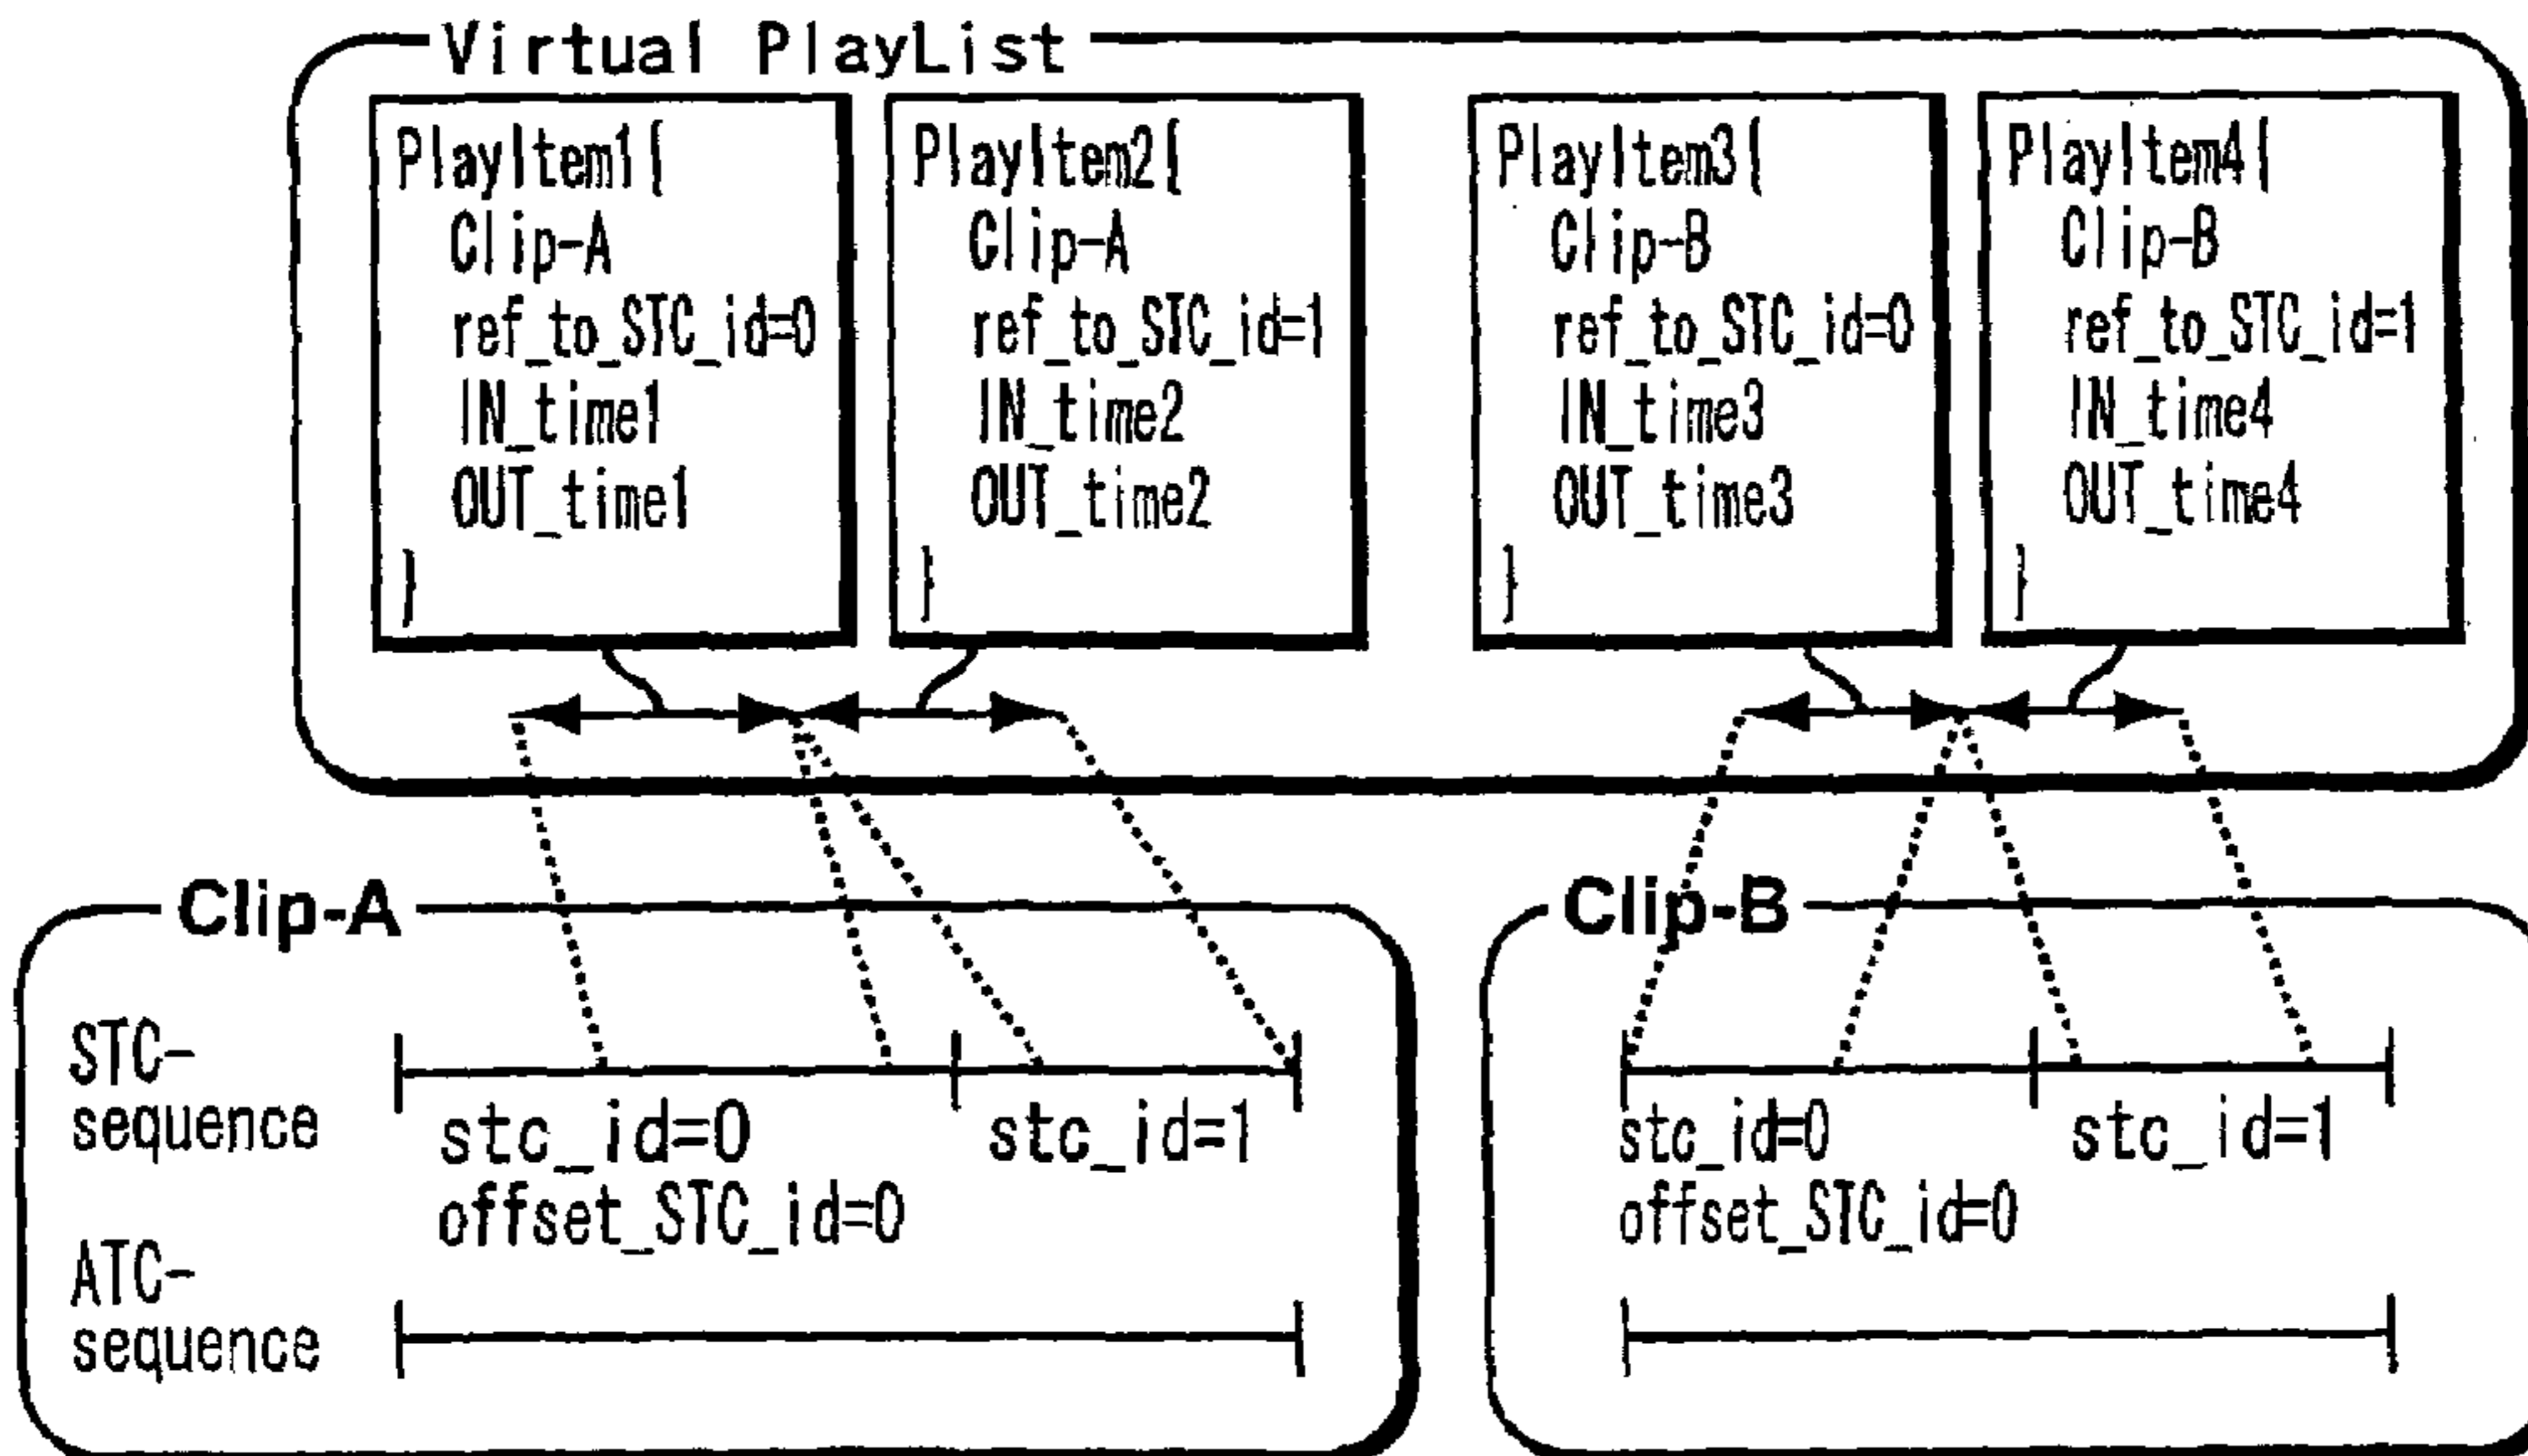 Virtual PlayList
PlayItem1{
Clip-A
ref_to_STC_id=0
IN_time1
OUT_time1
}
PlayItem2{
Clip-A
ref_to_STC_id=1
IN_time2
OUT_time2
}
PlayItem3{
Clip-B
ref_to_STC_id=0
IN_time3
OUT_time3
}
PlayItem4{
Clip-B
ref_to_STC_id=1
IN_time4
OUT_time4
}
Clip-A
STC-
sequence
stc_id=0
offset_STC_id=0
stc_id=1
ATC-
sequence
Clip-B
stc_id=0
offset_STC_id=0
stc_id=1